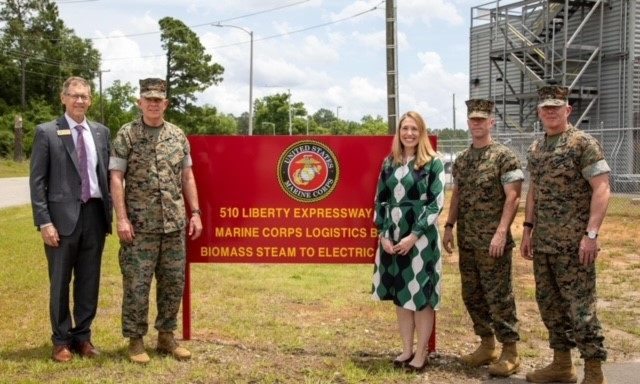 UNITED STATES
MARINE CORPS
510 LIBERTY EXPRESSWAY
MARINE CORPS LOGISTICS B
BIOMASS STEAM TO ELECTRIC